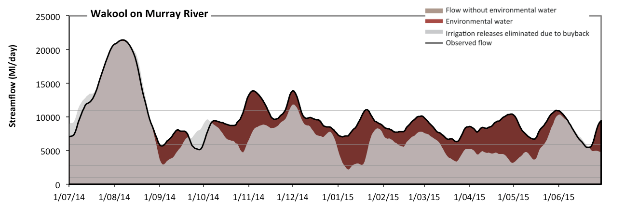 Wakool on Murray River
Flow without environmental water
Environmental water
Irrigation releases eliminated due to buyback
Observed flow
Streamflow (Ml/day)
25000
20000
15000
10000
5000
0
1/07/14 1/08/14 1/09/14 1/10/14 1/11/14 1/12/14 1/01/15 1/02/15 1/03/15 1/04/15 1/05/15 1/06/15